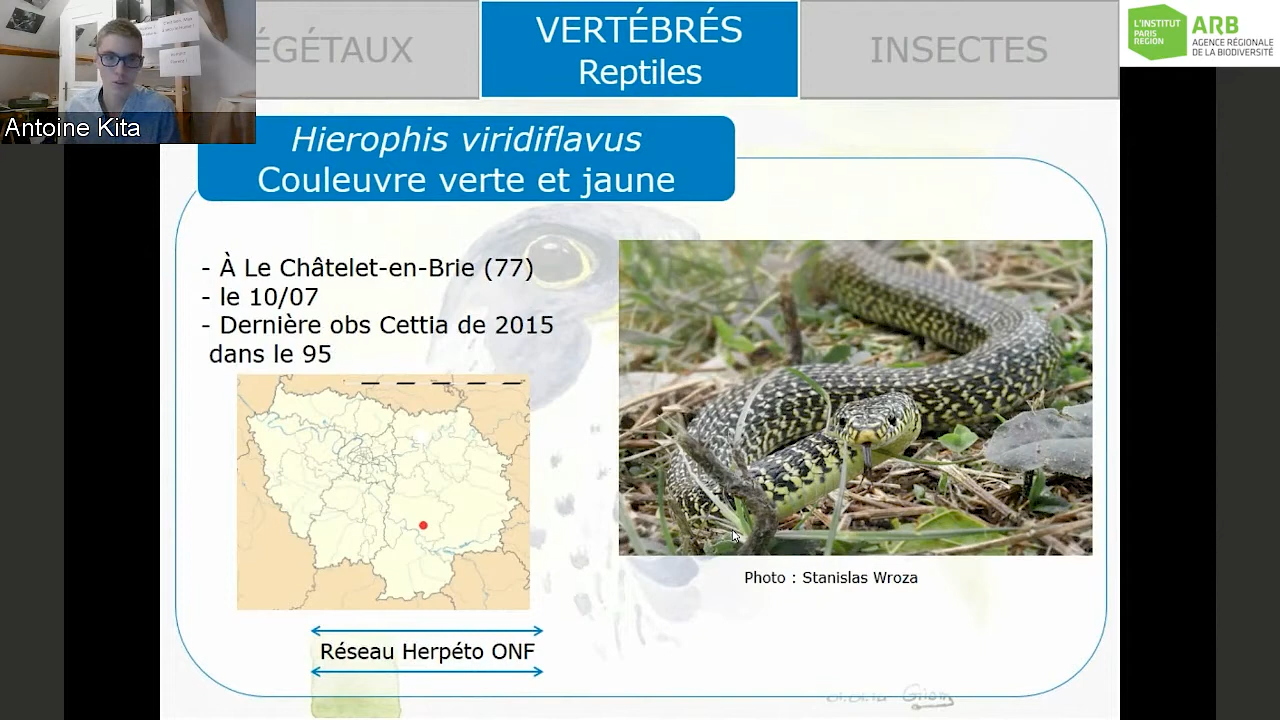 Antoine Kita
ÉGÉTAUX
VERTÉBRÉS
Reptiles
INSECTES
L'INSTITUT
PARIS
REGION
ARB
AGENCE RÉGIONALE
DE LA BIODIVERSITÉ
Hierophis viridiflavus
Couleuvre verte et jaune
- À Le Châtelet-en-Brie (77)
- le 10/07
- Dernière obs Cettia de 2015
dans le 95
Photo : Stanislas Wroza
Réseau Herpéto ONF